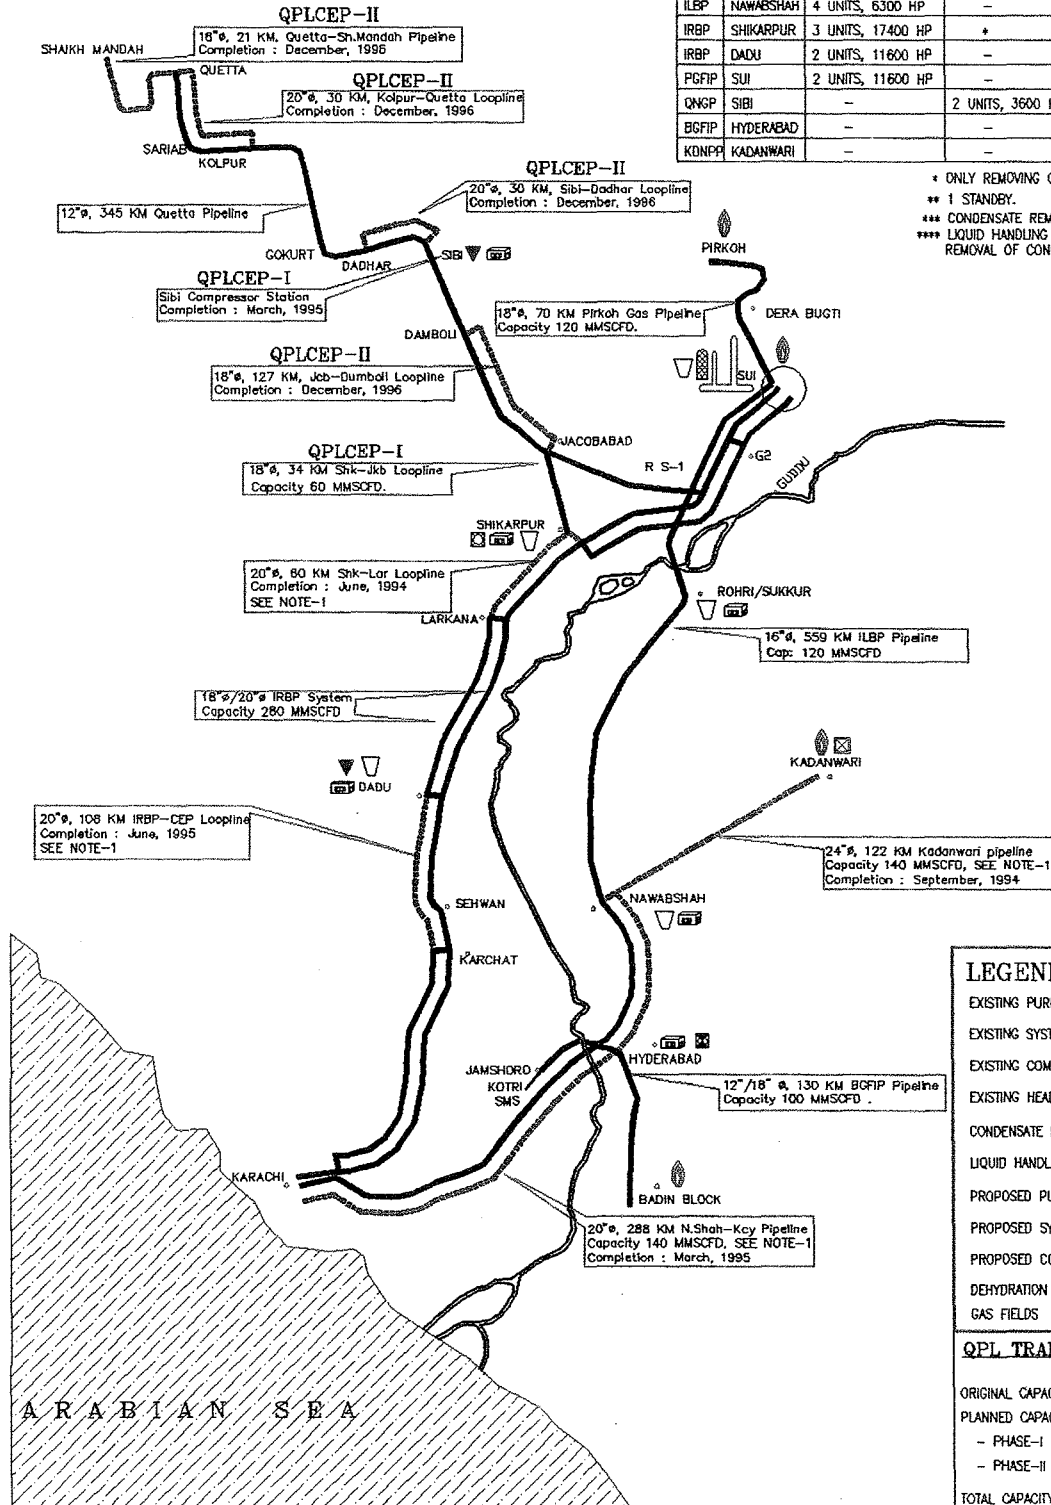 QPLCEP-II
16"ø, 21 KM, Quetta-Sh.Mandah Pipeline
Completion : December, 1996
SHAIKH MANDAH
QUETTA
QPLCEP-II
20"ø, 30 KM, Kolpur-Quetta Loopline
Completion : December, 1996
SARIAB
KOLPUR
ILBP NAWABSHAH 4 UNITS, 6300 HP -
IRBP SHIKARPUR 3 UNITS, 17400 HP *
IRBP DADU 2 UNITS, 11600 HP -
PGFIP SUI 2 UNITS, 11600 HP -
QNGP SIBI - 2 UNITS, 3600
BGFIP HYDERABAD - -
KDNPP KADANWARI - -
* ONLY REMOVING
** 1 STANDBY.
*** CONDENSATE
**** LIQUID HANDLING
REMOVAL OF
QPLCEP-II
20"ø, 30 KM, Sibi-Dadhar Loopline
Completion : December, 1996
12"ø, 345 KM Quetta Pipeline
GOKURT
DADHAR
SIBI
PIRKOH
QPLCEP-I
Sibi Compressor Station
Completion : March, 1995
18"ø, 70 KM Pirkoh Gas Pipeline
Capacity 120 MMSCFD.
DERA BUGTI
DAMBOLI
QPLCEP-II
18"ø, 127 KM, Jcb-Dumboli Loopline
Completion : December, 1996
SUI
JACOBABAD
QPLCEP-I
18"ø, 34 KM Shk-Jkb Loopline
Capacity 60 MMSCFD.
R S-1
G2
GUDDU
SHIKARPUR
20"ø, 60 KM Shk-Lar Loopline
Completion : June, 1994
SEE NOTE-1
ROHRI/SUKKUR
LARKANA
16"ø, 559 KM ILBP Pipeline
Cap: 120 MMSCFD
18"ø/20"ø IRBP System
Capacity 280 MMSCFD
KADANWARI
DADU
20"ø, 108 KM IRBP-CEP Loopline
Completion : June, 1995
SEE NOTE-1
24"ø, 122 KM Kadanwari pipeline
Capacity 140 MMSCFD, SEE NOTE-1
Completion : September, 1994
SEHWAN
NAWABSHAH
KARCHAT
LEGEN
EXISTING
EXISTING
EXISTING
EXISTING
CONDENSATE
LIQUID
PROPOSED
PROPOSED
PROPOSED
DEHYDRATION
GAS FIELDS
HYDERABAD
JAMSHORO
KOTRI
SMS
12"/18" ø, 130 KM BGFIP Pipeline
Capacity 100 MMSCFD .
KARACHI
BADIN BLOCK
20"ø, 288 KM N.Shah-Kcy Pipeline
Capacity 140 MMSCFD, SEE NOTE-1
Completion : March, 1995
QPL
ORIGINAL
PLANNED
- PHASE-I
- PHASE-II
TOTAL CAPACITY
ARABIAN SEA